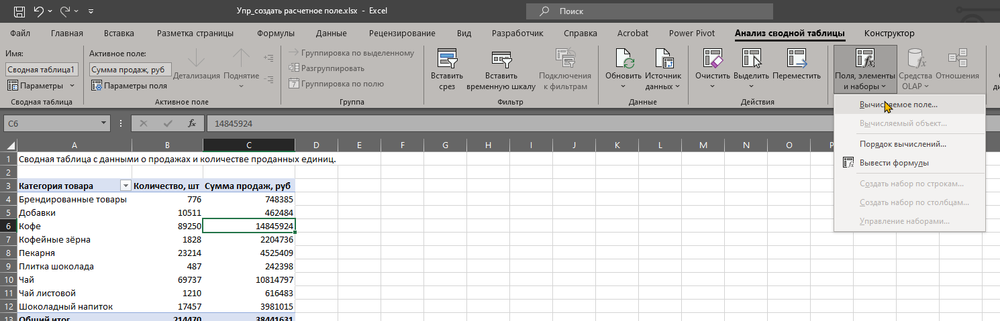 Упр_создать расчетное поле.xlsx - Excel
Поиск
Файл Главная Вставка Разметка страницы Формулы Данные Рецензирование Вид Разработчик Справка Acrobat Power Pivot Анализ сводной таблицы Конструктор
Имя:
Сводная таблица1
Параметры
Сводная таблица
Активное поле:
Сумма продаж, руб
Параметры поля
Детализация
Поднятие
Активное поле
Группировка по выделенному
Разгруппировать
Группировка по полю
Группа
Вставить
срез
Вставить
временную шкалу
Подключения
к фильтрам
Фильтр
Обновить
Источник
данных
Данные
Очистить
Выделить
Переместить
Действия
Поля, элементы
и наборы
Средства
OLAP
Отношения
Вычисляемое поле...
Вычисляемый объект...
Порядок вычислений...
Вывести формулы
Создать набор по строкам...
Создать набор по столбцам...
Управление наборами...
C6 fx 14845924
A B C D E F G H I J K L M N O P
1 Сводная таблица с данными о продажах и количестве проданных единиц.
2
3 Категория товара Количество, шт Сумма продаж, руб
4 Брендированные товары 776 748385
5 Добавки 10511 462484
6 Кофе 89250 14845924
7 Кофейные зёрна 1828 2204736
8 Пекарня 23214 4525409
9 Плитка шоколада 487 242398
10 Чай 69737 10814797
11 Чай листовой 1210 616483
12 Шоколадный напиток 17457 3981015
13 Общий итог 214470 38441631